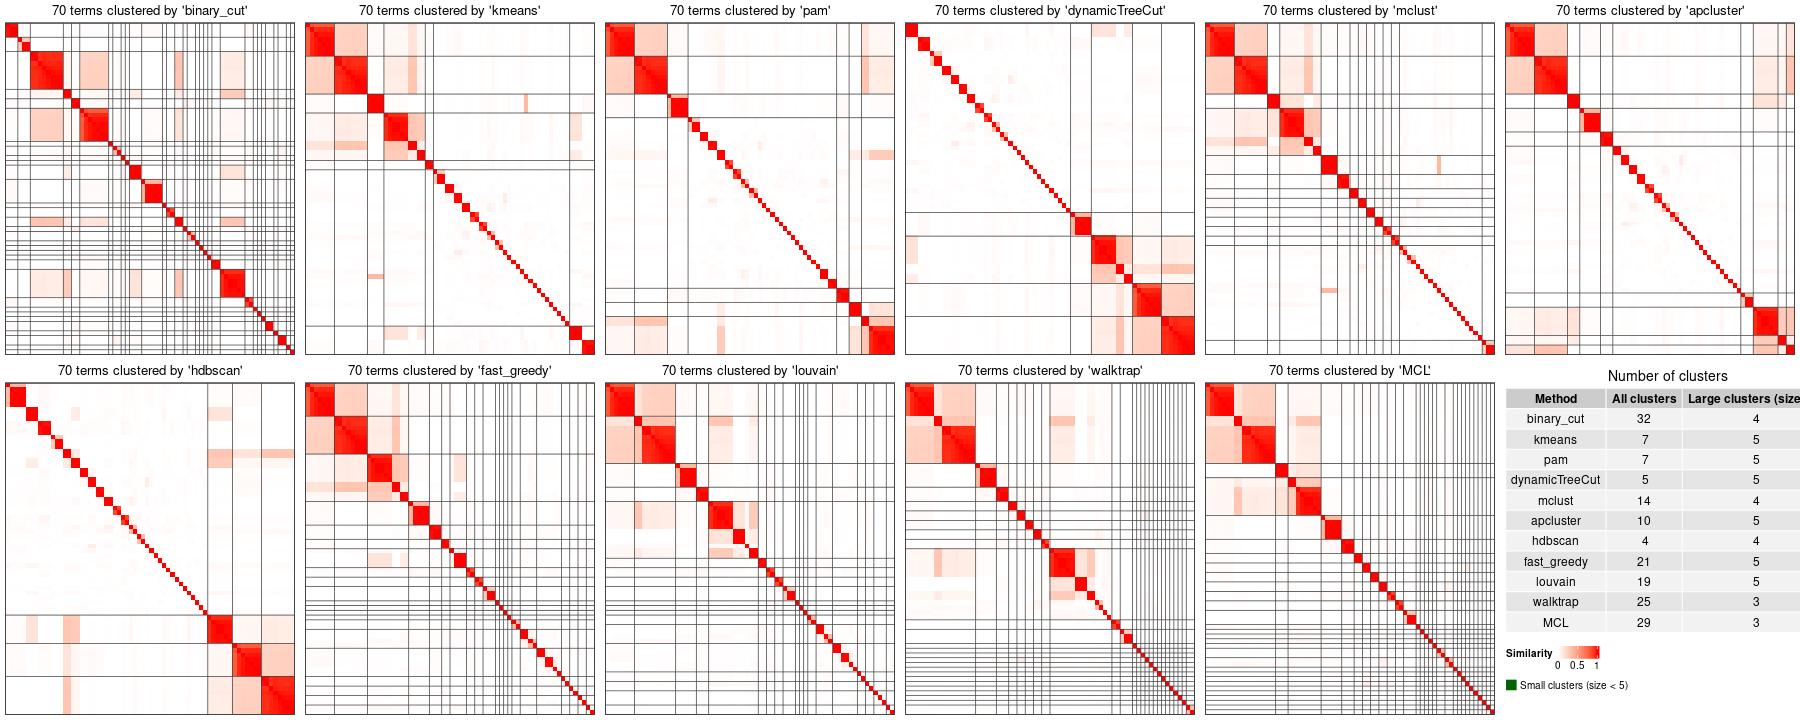 70 terms clustered by 'binary_cut'
70 terms clustered by 'kmeans'
70 terms clustered by 'pam'
70 terms clustered by 'dynamicTreeCut'
70 terms clustered by 'mclust'
70 terms clustered by 'apcluster'
70 terms clustered by 'hdbscan'
70 terms clustered by 'fast_greedy'
70 terms clustered by 'louvain'
70 terms clustered by 'walktrap'
70 terms clustered by 'MCL'
Number of clusters
Method All clusters Large clusters (size
binary_cut 32 4
kmeans 7 5
pam 7 5
dynamicTreeCut 5 5
mclust 14 4
apcluster 10 5
hdbscan 4 4
fast_greedy 21 5
louvain 19 5
walktrap 25 3
MCL 29 3
Similarity
0 0.5 1
Small clusters (size < 5)